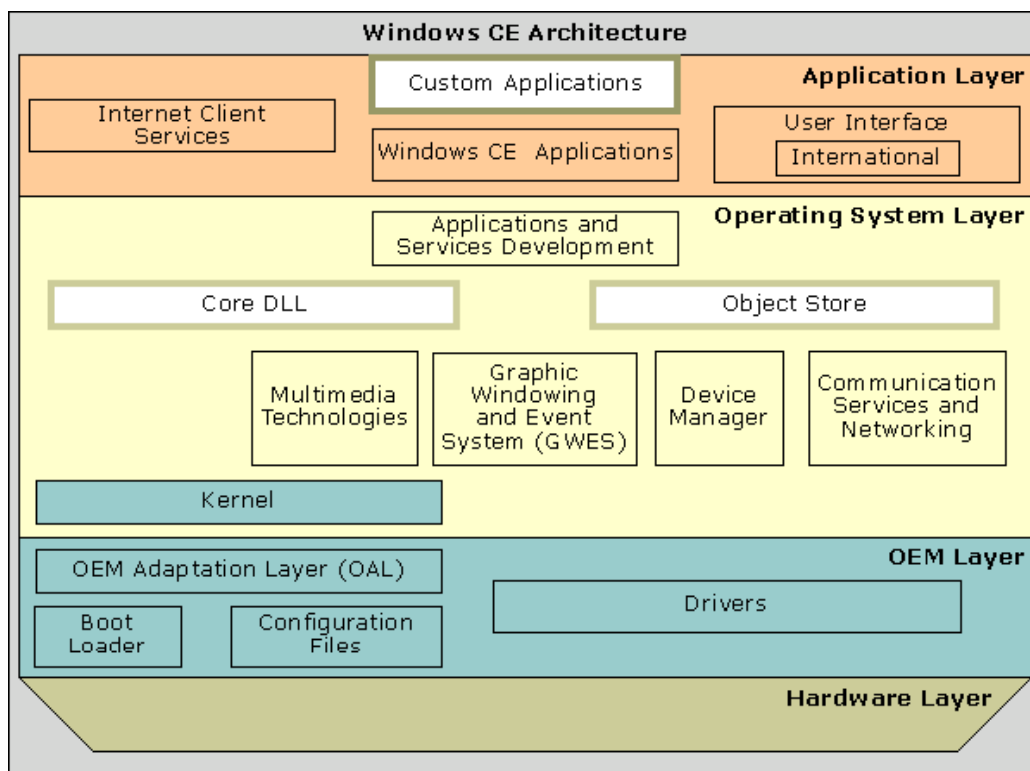 Windows CE Architecture
Application Layer
Custom Applications
Internet Client
Services
Windows CE Applications
User Interface
International
Operating System Layer
Applications and
Services Development
Core DLL
Object Store
Multimedia
Technologies
Graphic
Windowing
and Event
System (GWES)
Device
Manager
Communication
Services and
Networking
Kernel
OEM Layer
OEM Adaptation Layer (OAL)
Drivers
Boot
Loader
Configuration
Files
Hardware Layer